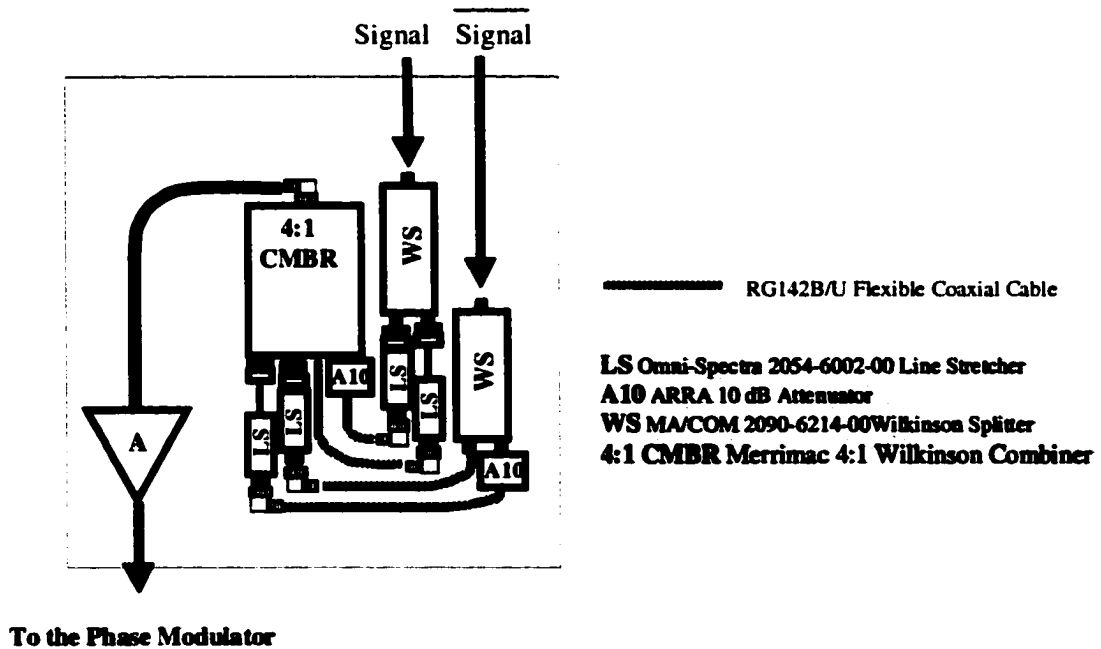 Signal S̅i̅g̅n̅a̅l̅
4:1
CMBR
WS
WS
A10
LS
LS
LS
LS
A10
A
RG142B/U Flexible Coaxial Cable
LS Omni-Spectra 2054-6002-00 Line Stretcher
A10 ARRA 10 dB Attenuator
WS MA/COM 2090-6214-00Wilkinson Splitter
4:1 CMBR Merrimac 4:1 Wilkinson Combiner
To the Phase Modulator